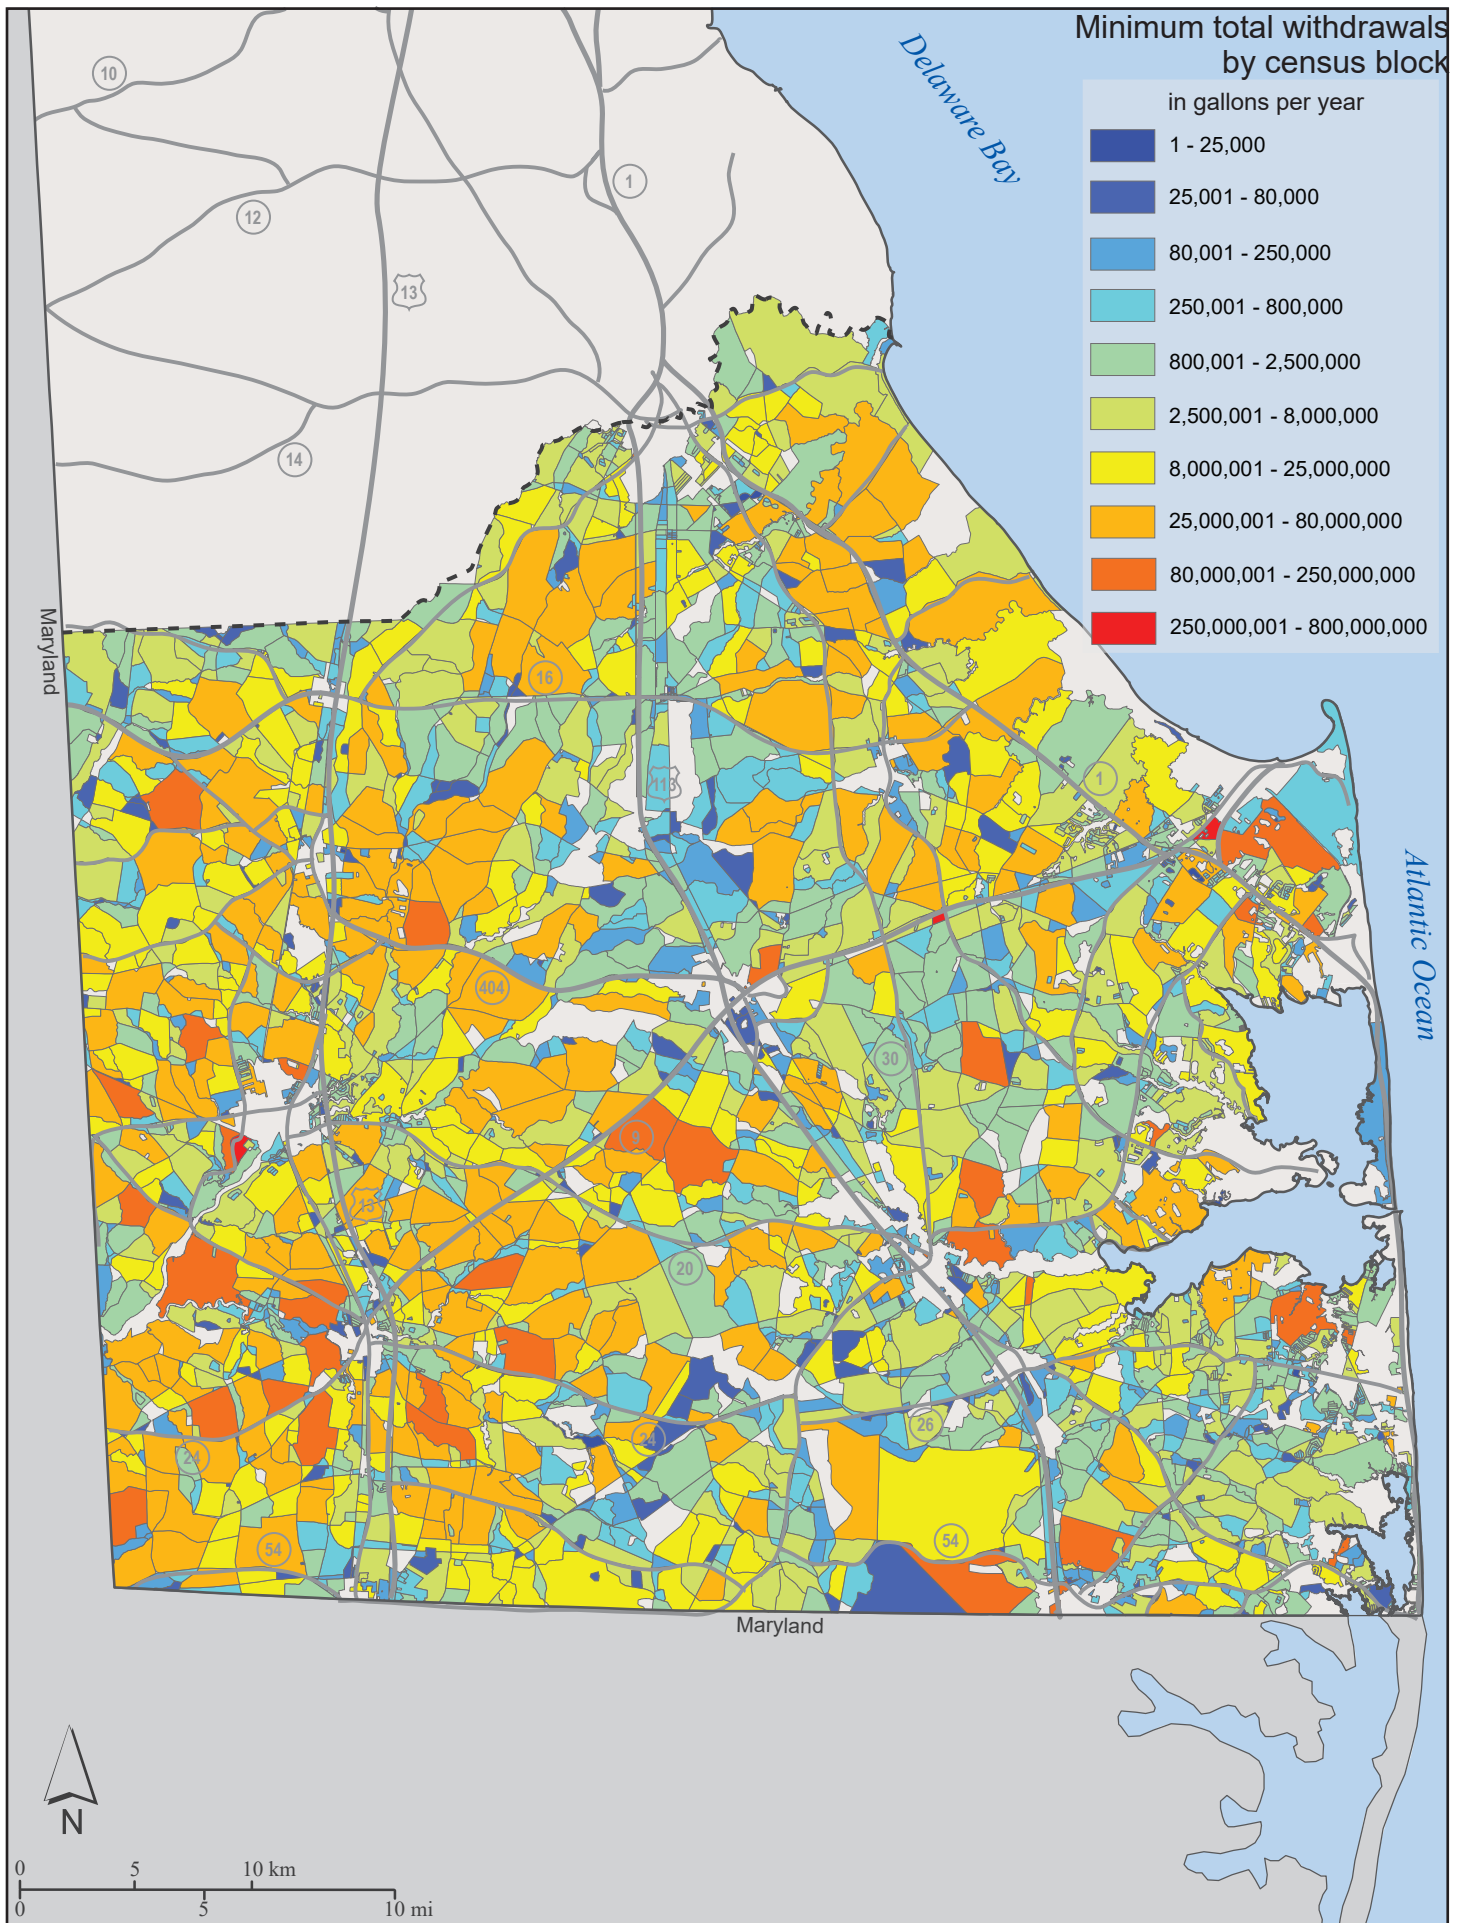 Minimum total withdrawals
by census block
in gallons per year
1 - 25,000
25,001 - 80,000
80,001 - 250,000
250,001 - 800,000
800,001 - 2,500,000
2,500,001 - 8,000,000
8,000,001 - 25,000,000
25,000,001 - 80,000,000
80,000,001 - 250,000,000
250,000,001 - 800,000,000
Delaware Bay
10
1
12
13
14
Maryland
16
113
1
Atlantic Ocean
404
30
9
13
20
26
24
24
54
54
Maryland
N
0 5 10 km
0 5 10 mi